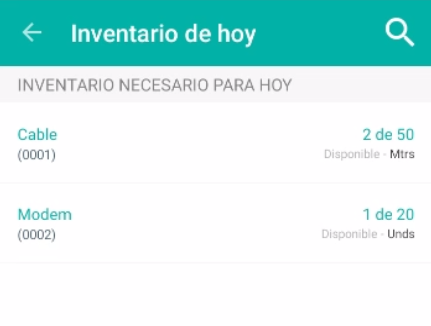 Inventario de hoy
INVENTARIO NECESARIO PARA HOY
Cable 2 de 50
(0001) Disponible - Mtrs
Modem 1 de 20
(0002) Disponible - Unds